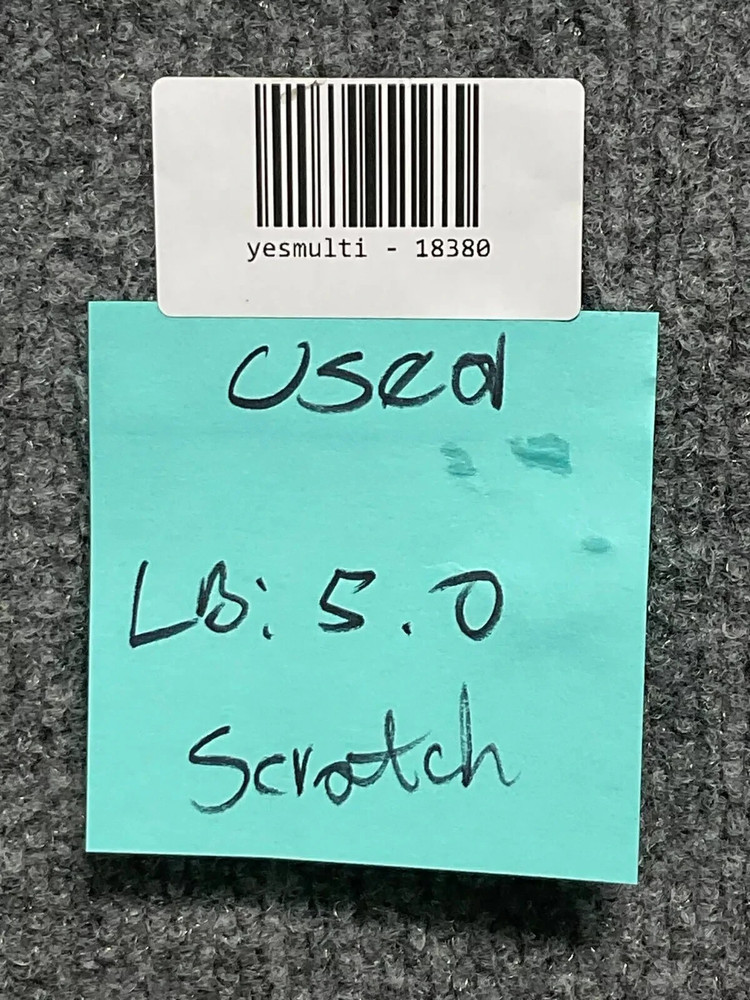 yesmulti - 18380
Used
LB: 5.0
Scratch